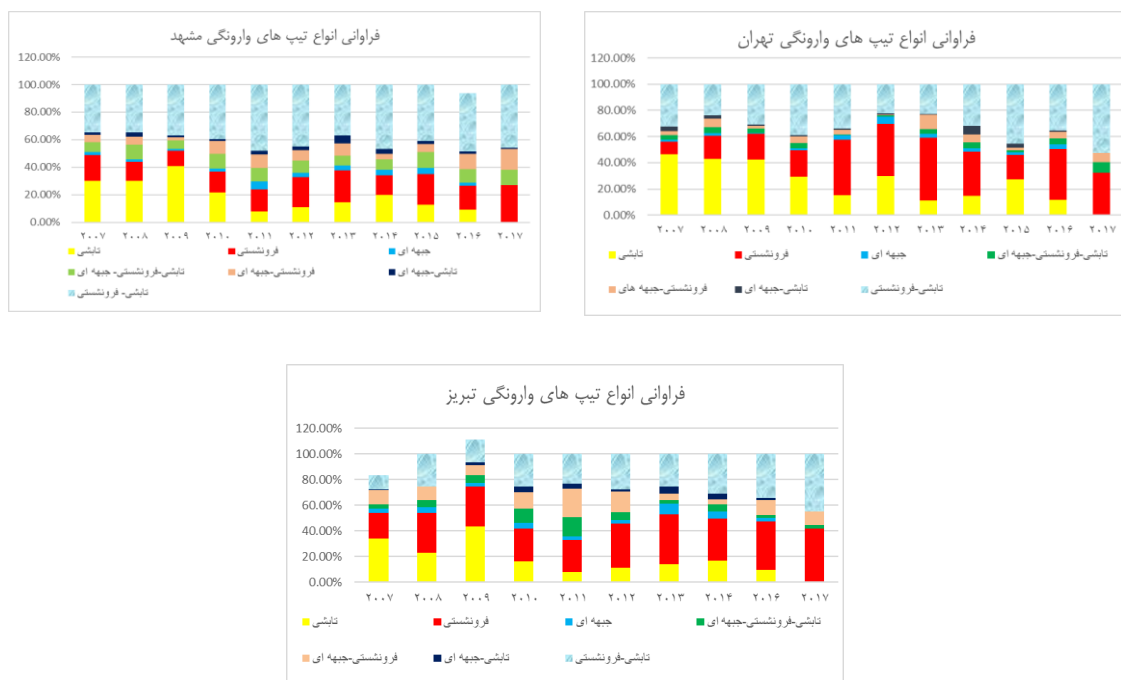 فراوانی انواع تیپ های وارونگی مشهد
120.00%
100.00%
80.00%
60.00%
40.00%
20.00%
0.00%
۲۰۰۷ ۲۰۰۸ ۲۰۰۹ ۲۰۱۰ ۲۰۱۱ ۲۰۱۲ ۲۰۱۳ ۲۰۱۴ ۲۰۱۵ ۲۰۱۶ ۲۰۱۷
تابشی فرونشستی جبهه ای
تابشی-فرونشستی- جبهه ای فرونشستی-جبهه ای تابشی-جبهه ای
تابشی- فرونشستی
فراوانی انواع تیپ های وارونگی تهران
120.00%
100.00%
80.00%
60.00%
40.00%
20.00%
0.00%
۲۰۰۷ ۲۰۰۸ ۲۰۰۹ ۲۰۱۰ ۲۰۱۱ ۲۰۱۲ ۲۰۱۳ ۲۰۱۴ ۲۰۱۵ ۲۰۱۶ ۲۰۱۷
تابشی فرونشستی جبهه ای تابشی-فرونشستی-جبهه ای
فرونشستی-جبهه های تابشی-جبهه ای تابشی-فرونشستی
فراوانی انواع تیپ های وارونگی تبریز
120.00%
100.00%
80.00%
60.00%
40.00%
20.00%
0.00%
۲۰۰۷ ۲۰۰۸ ۲۰۰۹ ۲۰۱۰ ۲۰۱۱ ۲۰۱۲ ۲۰۱۳ ۲۰۱۴ ۲۰۱۶ ۲۰۱۷
تابشی فرونشستی جبهه ای تابشی-فرونشستی-جبهه ای
فرونشستی-جبهه ای تابشی-جبهه ای تابشی-فرونشستی